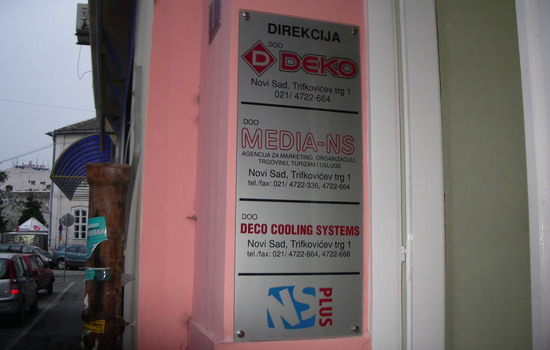 DIREKCIJA
DOO
D DEKO
Novi Sad, Trifkovićev trg 1
021/ 4722-664
DOO
MEDIA-NS
AGENCIJA ZA MARKETING, ORGANIZACIJU,
TRGOVINU, TURIZAM I USLUGE
Novi Sad, Trifkovićev trg 1
tel./fax: 021/ 4722-336, 4722-664
DOO
DECO COOLING SYSTEMS
Novi Sad, Trifkovićev trg 1
tel./fax: 021/ 4722-664, 4722-668
NS PLUS